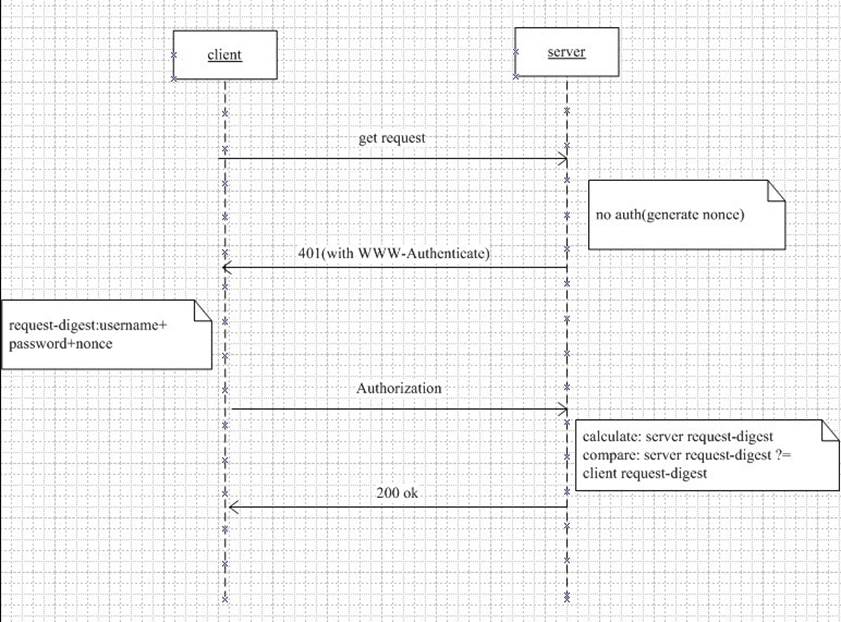 client
server
get request
no auth(generate nonce)
401(with WWW-Authenticate)
request-digest:username+
password+nonce
Authorization
calculate: server request-digest
compare: server request-digest ?=
client request-digest
200 ok